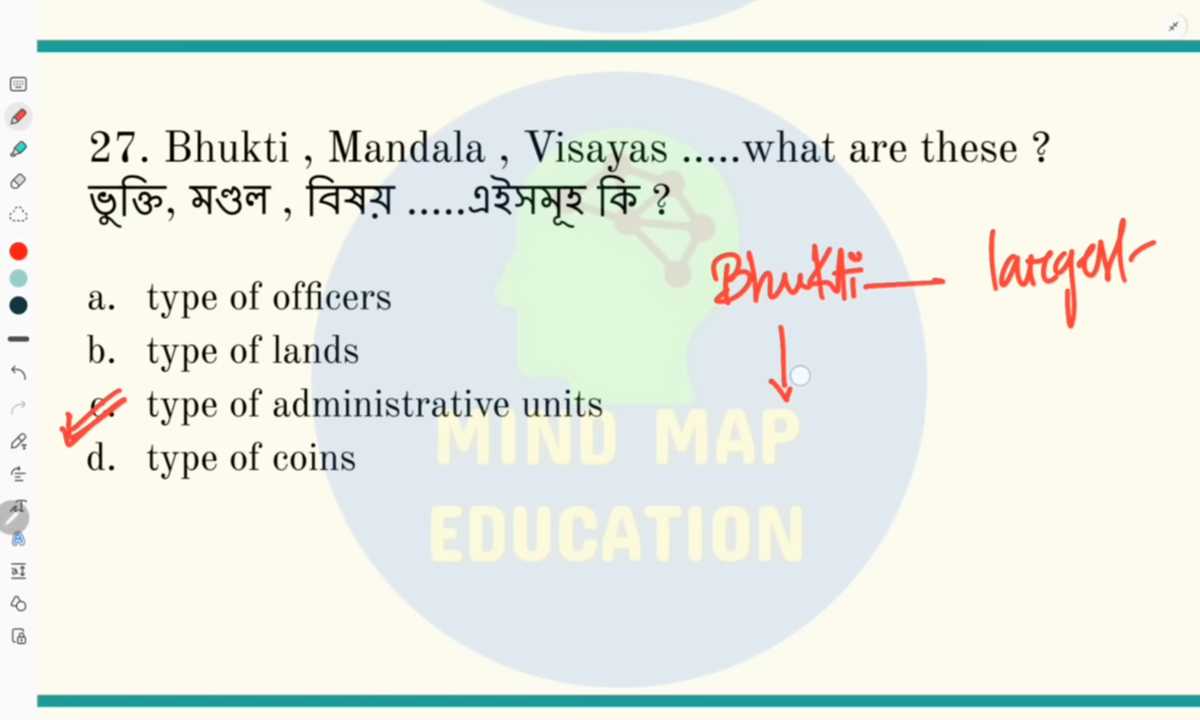 27. Bhukti , Mandala , Visayas .....what are these ?
ভুক্তি, মণ্ডল , বিষয় .....এইসমূহ কি ?
Bhukti — largest
a. type of officers
b. type of lands
c. type of administrative units
d. type of coins
MIND MAP
EDUCATION